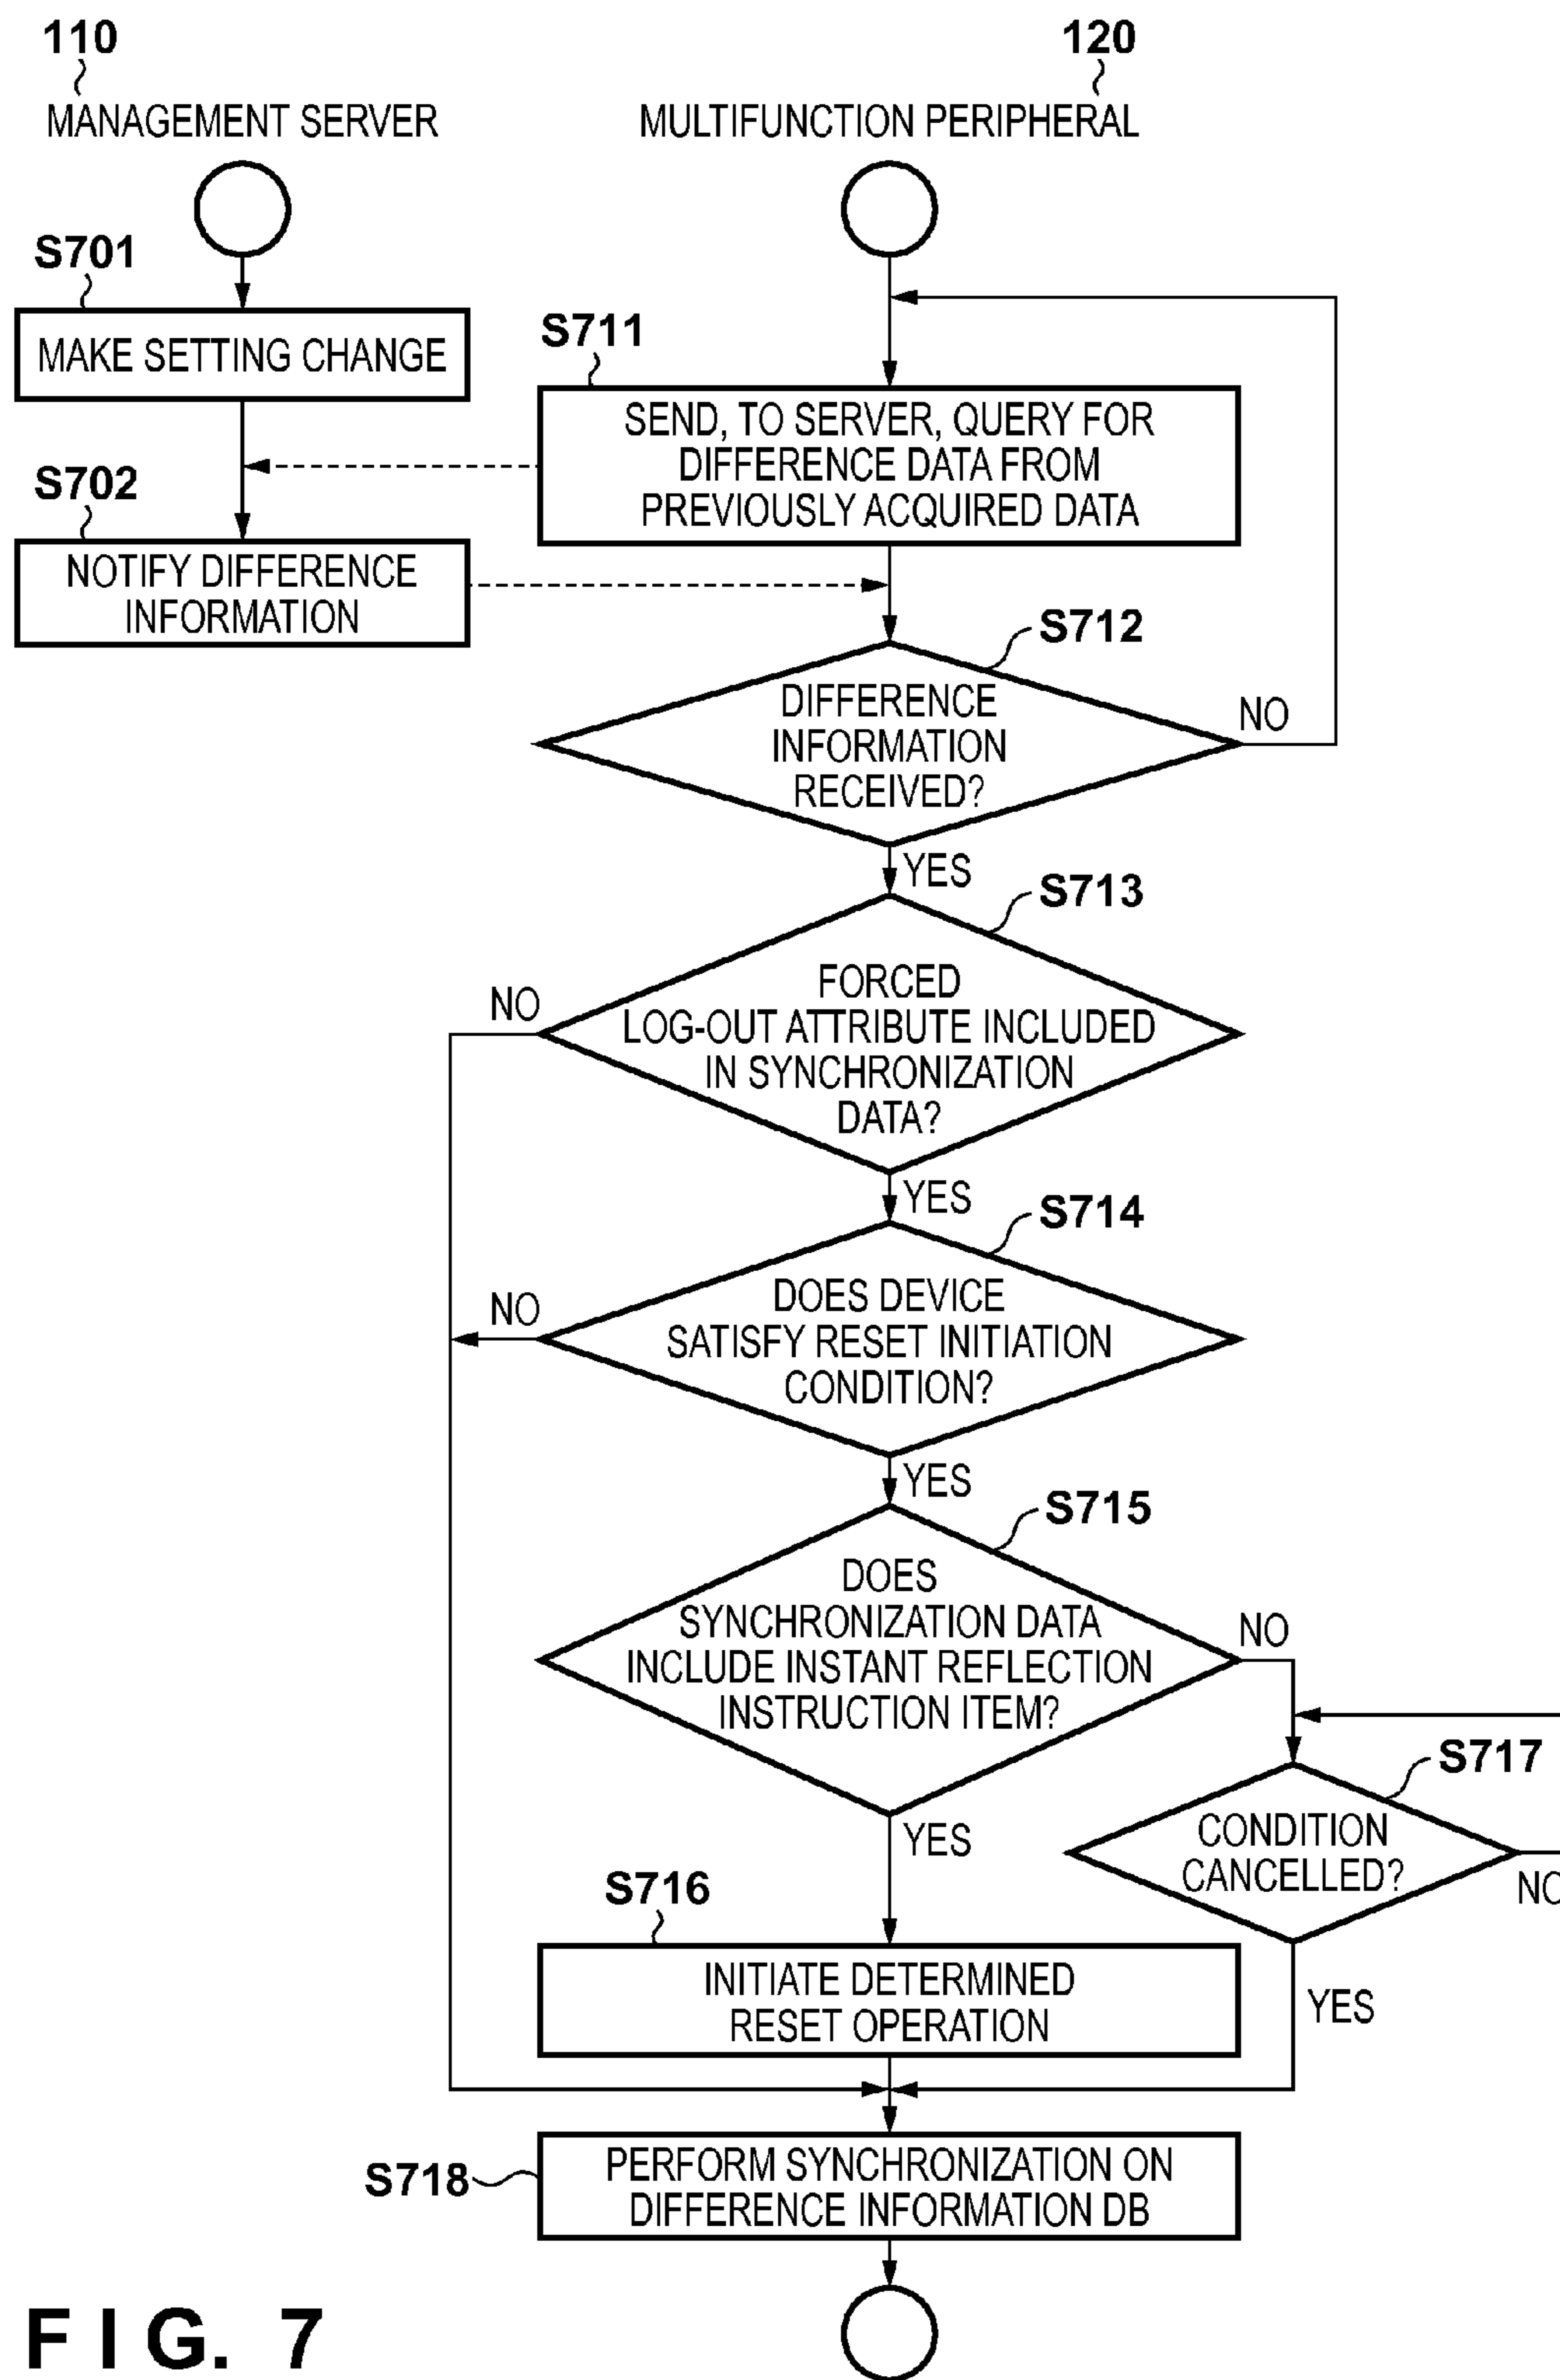 110
120
MANAGEMENT SERVER
MULTIFUNCTION PERIPHERAL
S701
MAKE SETTING CHANGE
S711
SEND, TO SERVER, QUERY FOR
DIFFERENCE DATA FROM
PREVIOUSLY ACQUIRED DATA
S702
NOTIFY DIFFERENCE
INFORMATION
S712
DIFFERENCE
INFORMATION
RECEIVED?
NO
YES
S713
FORCED
LOG-OUT ATTRIBUTE INCLUDED
IN SYNCHRONIZATION
DATA?
NO
YES
S714
DOES DEVICE
SATISFY RESET INITIATION
CONDITION?
NO
YES
S715
DOES
SYNCHRONIZATION DATA
INCLUDE INSTANT REFLECTION
INSTRUCTION ITEM?
NO
YES
S717
CONDITION
CANCELLED?
NO
YES
S716
INITIATE DETERMINED
RESET OPERATION
S718
PERFORM SYNCHRONIZATION ON
DIFFERENCE INFORMATION DB
FIG. 7